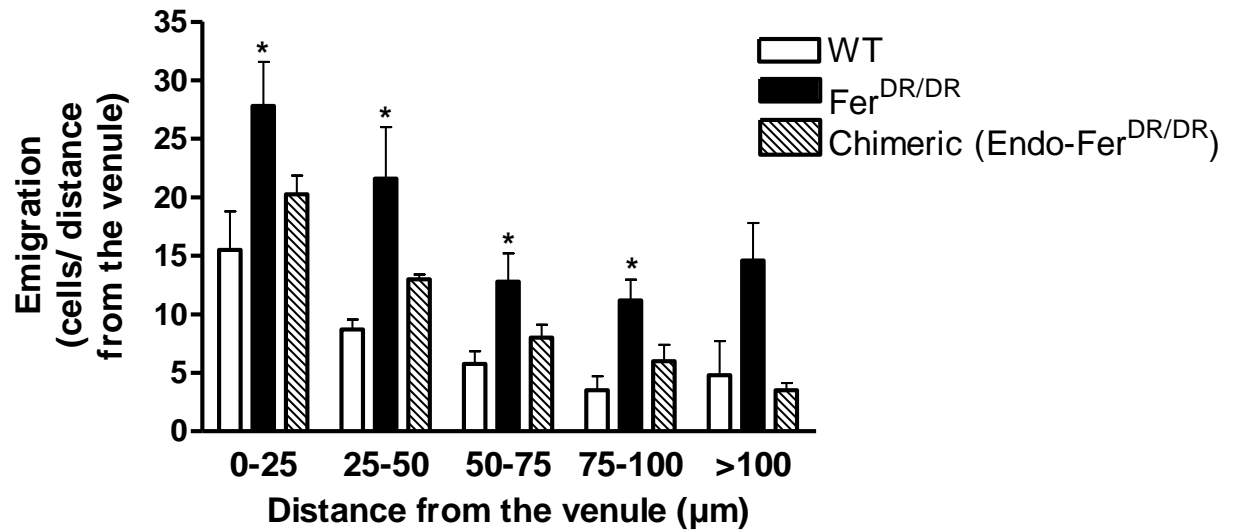 Emigration
(cells/ distance
from the venule)
35
30
25
20
15
10
5
0
*
*
*
*
0-25
25-50
50-75
75-100
>100
Distance from the venule (µm)
WT
Fer^DR/DR
Chimeric (Endo-Fer^DR/DR)